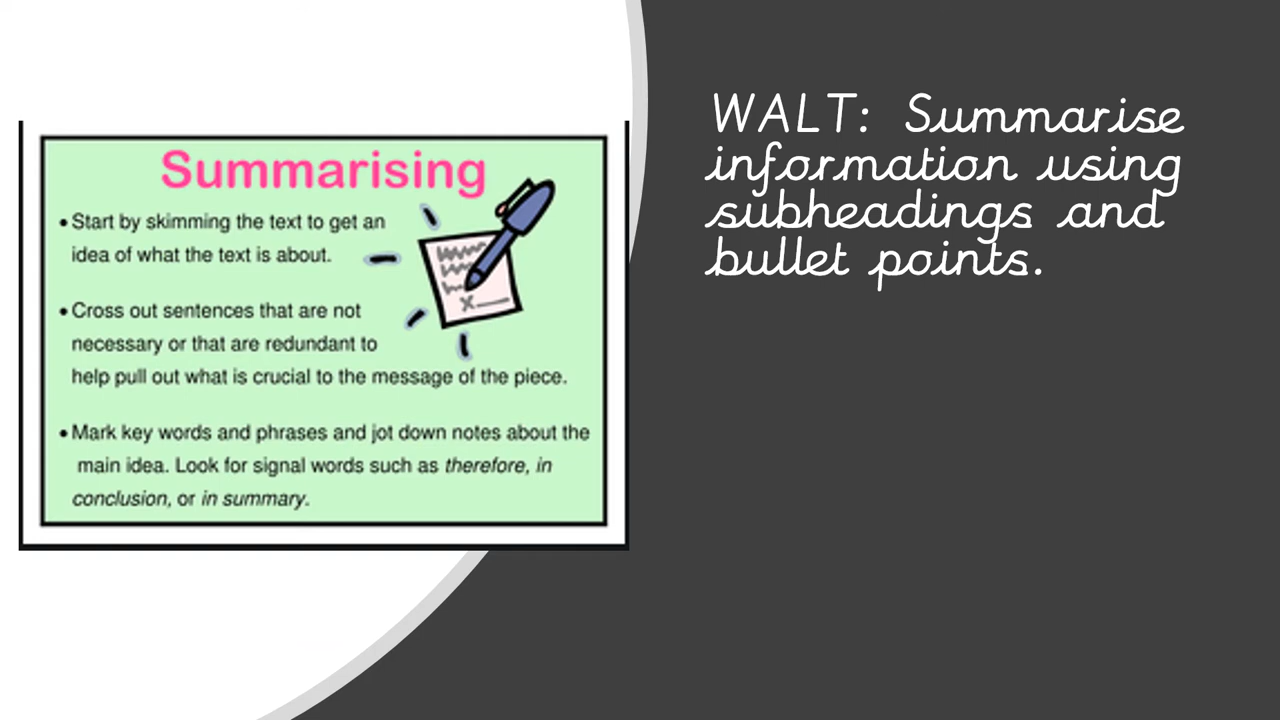 Summarising
• Start by skimming the text to get an
idea of what the text is about.
• Cross out sentences that are not
necessary or that are redundant to
help pull out what is crucial to the message of the piece.
• Mark key words and phrases and jot down notes about the
main idea. Look for signal words such as therefore, in
conclusion, or in summary.
WALT: Summarise
information using
subheadings and
bullet points.